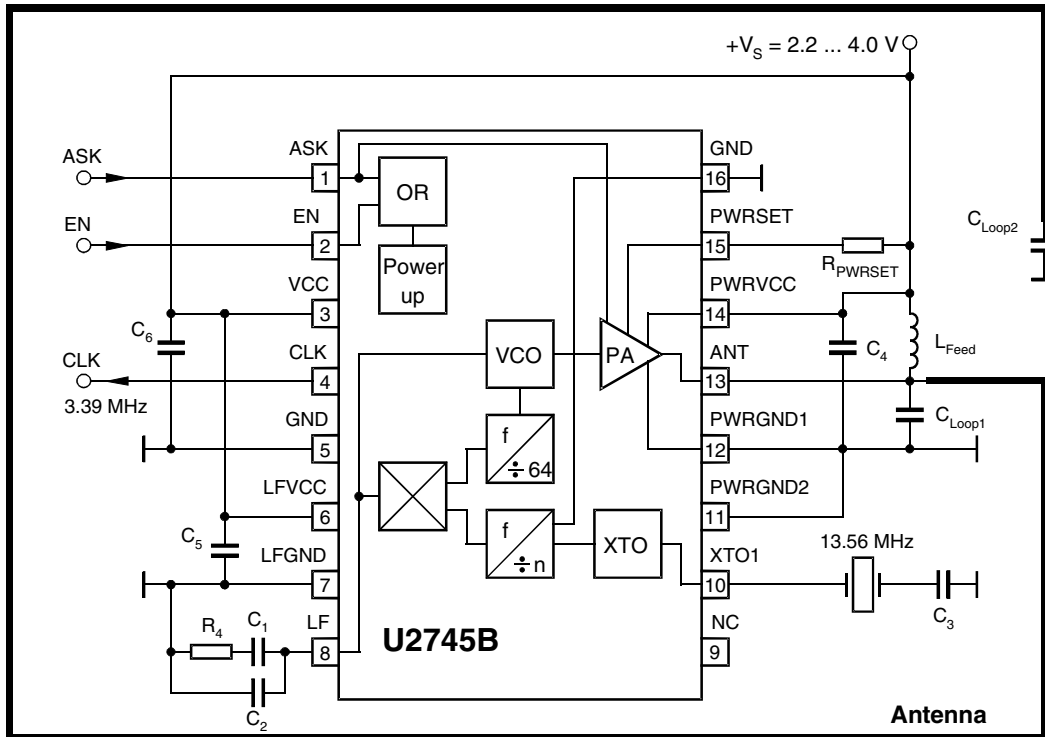 +VS = 2.2 ... 4.0 V
ASK
ASK
1
OR
GND
16
EN
EN
2
PWRSET
15
RPWRSET
CLoop2
Power
up
VCC
3
PWRVCC
14
C6
VCO
PA
C4
LFeed
CLK
3.39 MHz
CLK
4
ANT
13
CLoop1
GND
5
f
÷ 64
PWRGND1
12
LFVCC
6
PWRGND2
11
C5
f
÷ n
XTO
13.56 MHz
LFGND
7
XTO1
10
C3
R4
C1
LF
8
U2745B
NC
9
C2
Antenna